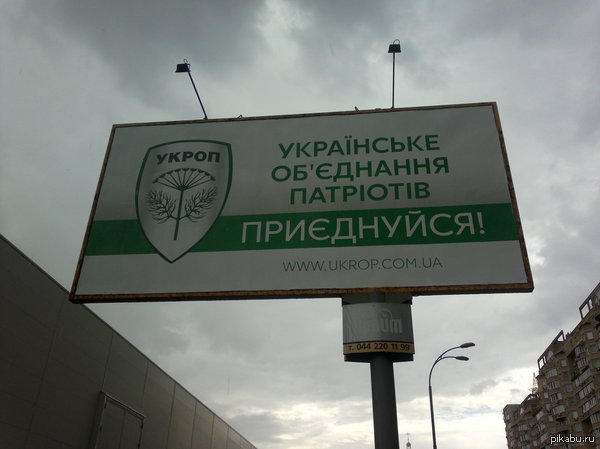 УКРОП
УКРАЇНСЬКЕ
ОБ'ЄДНАННЯ
ПАТРІОТІВ
ПРИЄДНУЙСЯ!
WWW.UKROP.COM.UA
т. 044 220 11 99
pikabu.ru